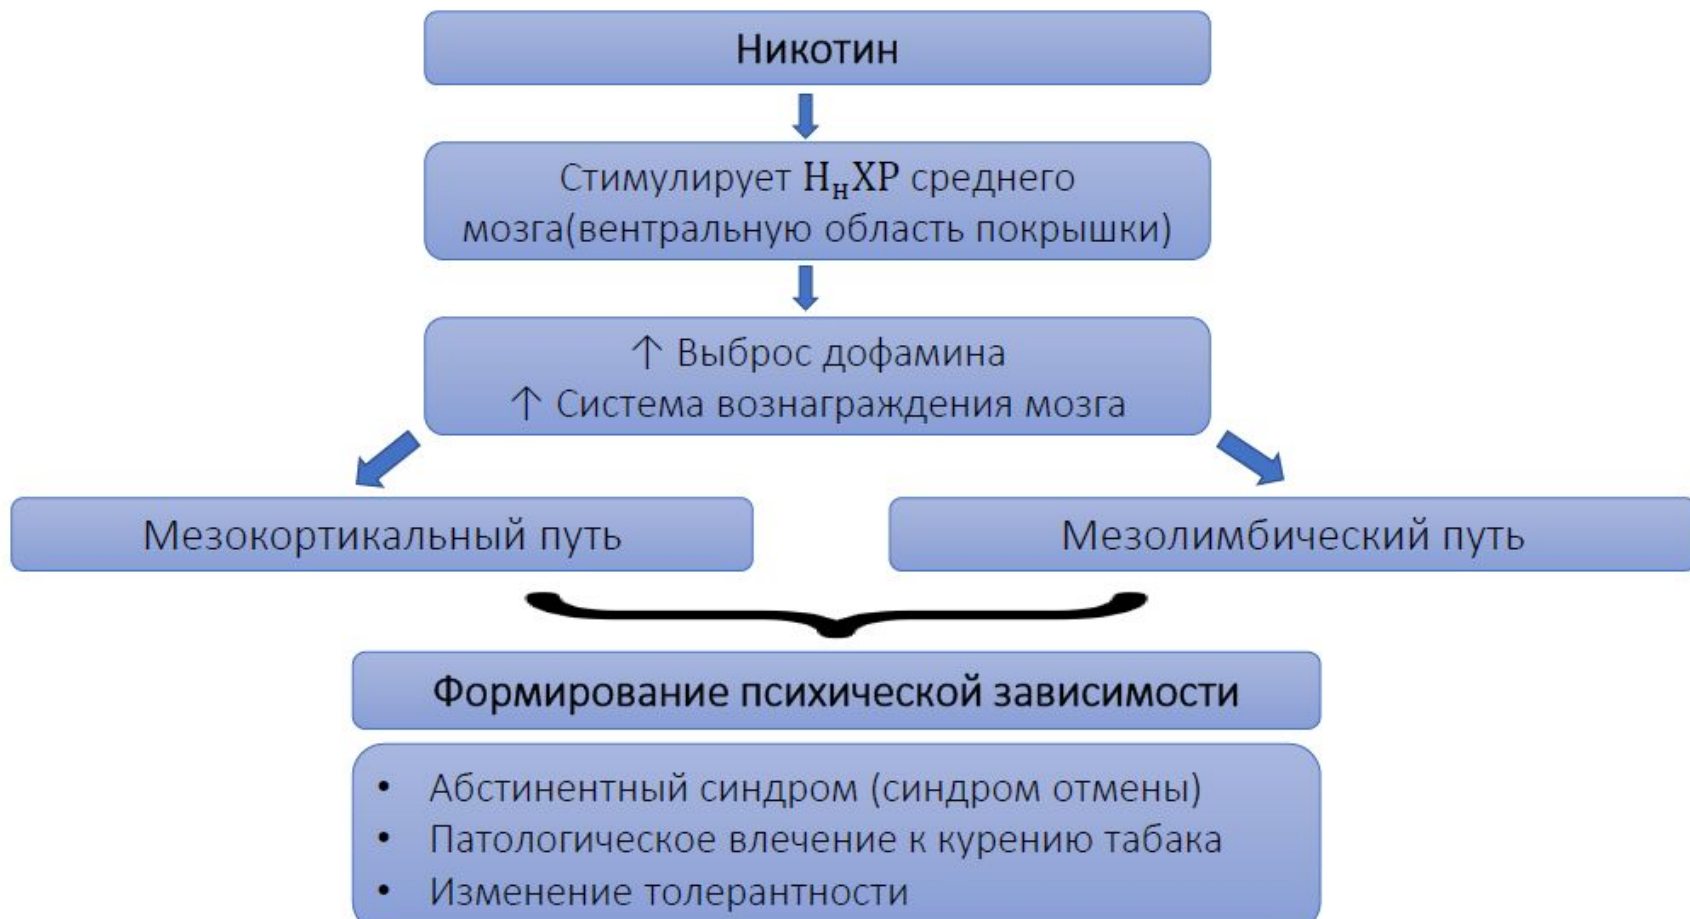 Никотин
Стимулирует НнХР среднего
мозга(вентральную область покрышки)
↑ Выброс дофамина
↑ Система вознаграждения мозга
Мезокортикальный путь
Мезолимбический путь
Формирование психической зависимости
• Абстинентный синдром (синдром отмены)
• Патологическое влечение к курению табака
• Изменение толерантности